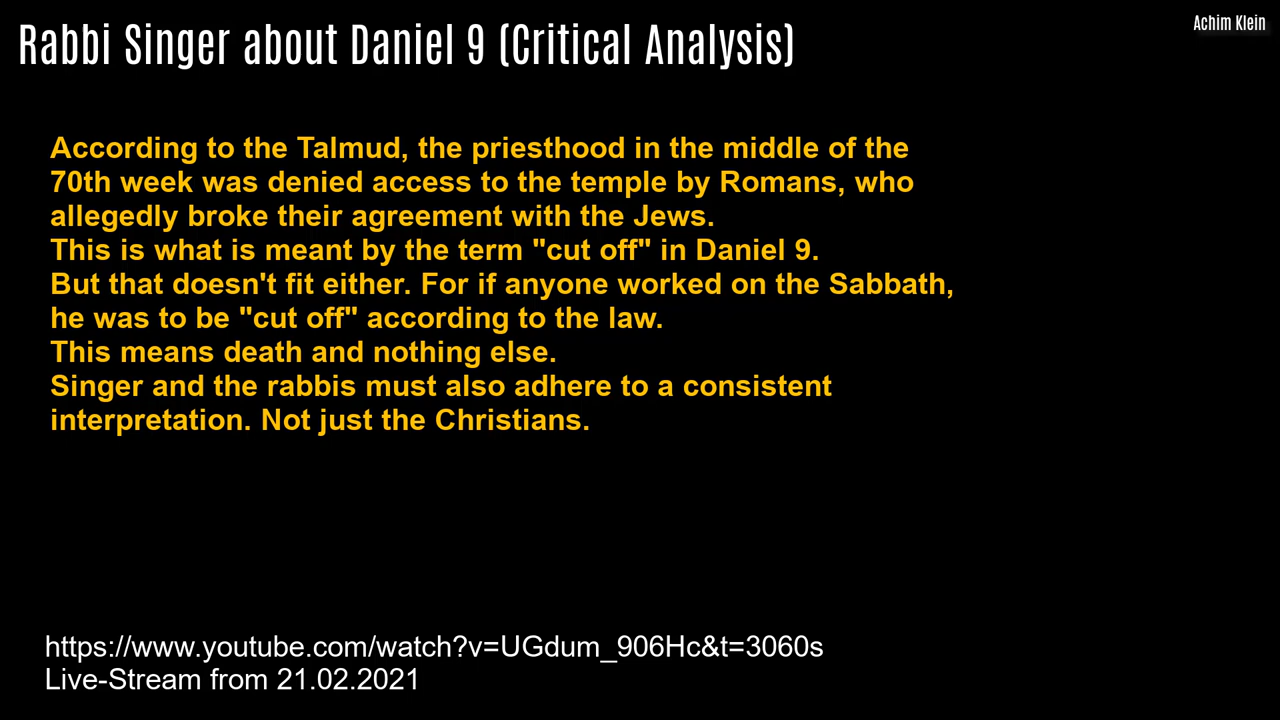 Rabbi Singer about Daniel 9 (Critical Analysis)
Achim Klein
According to the Talmud, the priesthood in the middle of the
70th week was denied access to the temple by Romans, who
allegedly broke their agreement with the Jews.
This is what is meant by the term "cut off" in Daniel 9.
But that doesn't fit either. For if anyone worked on the Sabbath,
he was to be "cut off" according to the law.
This means death and nothing else.
Singer and the rabbis must also adhere to a consistent
interpretation. Not just the Christians.
https://www.youtube.com/watch?v=UGdum_906Hc&t=3060s
Live-Stream from 21.02.2021